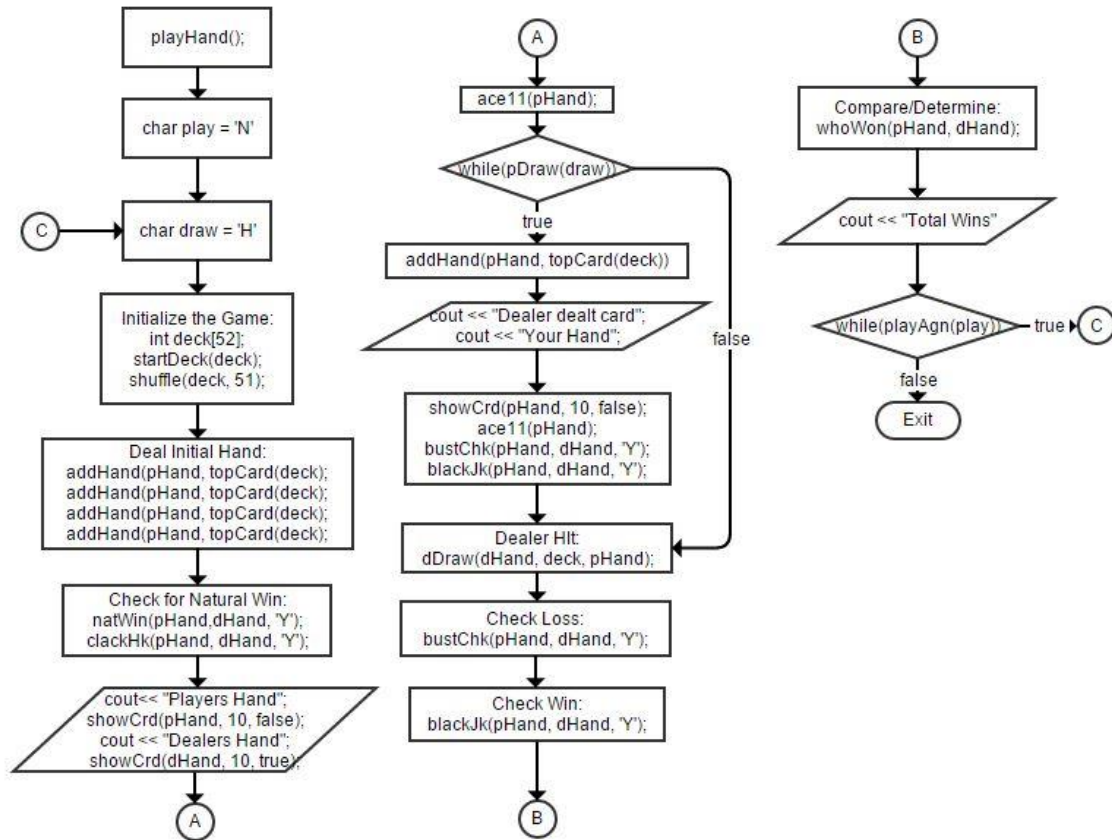 playHand();
char play = 'N'
C
char draw = 'H'
Initialize the Game:
int deck[52];
startDeck(deck);
shuffle(deck, 51);
Deal Initial Hand:
addHand(pHand, topCard(deck);
addHand(pHand, topCard(deck);
addHand(pHand, topCard(deck);
addHand(pHand, topCard(deck);
Check for Natural Win:
natWin(pHand,dHand, 'Y');
clackHk(pHand, dHand, 'Y');
cout<< "Players Hand";
showCrd(pHand, 10, false);
cout << "Dealers Hand";
showCrd(dHand, 10, true);
A
A
ace11(pHand);
while(pDraw(draw))
true
false
addHand(pHand, topCard(deck))
cout << "Dealer dealt card";
cout << "Your Hand";
showCrd(pHand, 10, false);
ace11(pHand);
bustChk(pHand, dHand, 'Y');
blackJk(pHand, dHand, 'Y');
Dealer HIt:
dDraw(dHand, deck, pHand);
Check Loss:
bustChk(pHand, dHand, 'Y');
Check Win:
blackJk(pHand, dHand, 'Y');
B
B
Compare/Determine:
whoWon(pHand, dHand);
cout << "Total Wins"
while(playAgn(play))
true
C
false
Exit